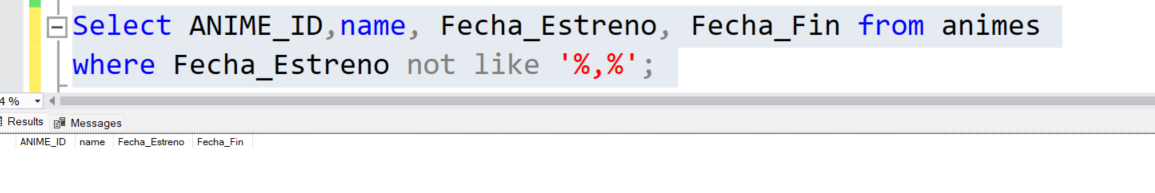 Select ANIME_ID,name, Fecha_Estreno, Fecha_Fin from animes
where Fecha_Estreno not like '%,%';
4 %
Results Messages
ANIME_ID name Fecha_Estreno Fecha_Fin